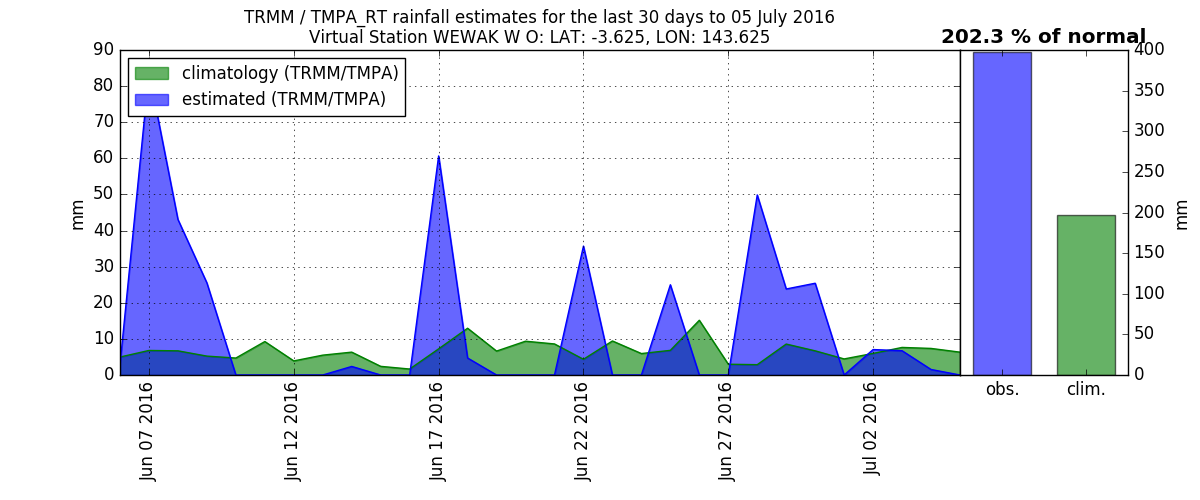 TRMM / TMPA_RT rainfall estimates for the last 30 days to 05 July 2016
Virtual Station WEWAK W O: LAT: -3.625, LON: 143.625
202.3 % of normal
climatology (TRMM/TMPA)
estimated (TRMM/TMPA)
90
80
70
60
50
40
30
20
10
0
mm
Jun 07 2016
Jun 12 2016
Jun 17 2016
Jun 22 2016
Jun 27 2016
Jul 02 2016
400
350
300
250
200
150
100
50
0
mm
obs.
clim.